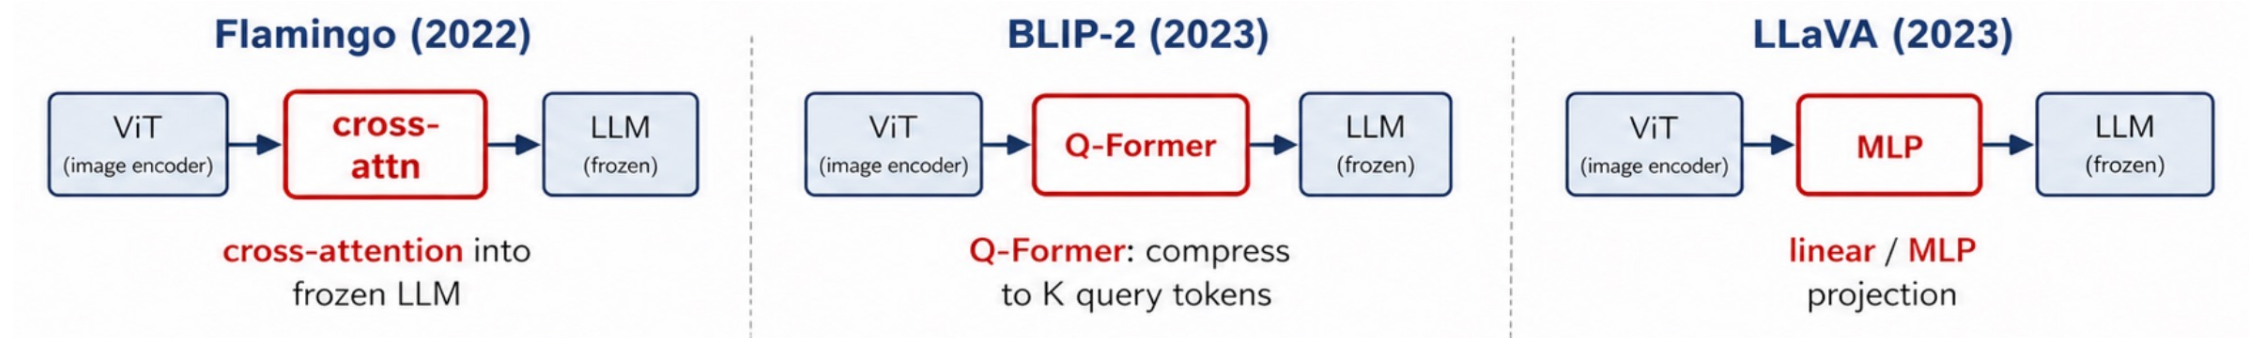 Flamingo (2022)
ViT
(image encoder)
cross-
attn
LLM
(frozen)
cross-attention into
frozen LLM
BLIP-2 (2023)
ViT
(image encoder)
Q-Former
LLM
(frozen)
Q-Former: compress
to K query tokens
LLaVA (2023)
ViT
(image encoder)
MLP
LLM
(frozen)
linear / MLP
projection